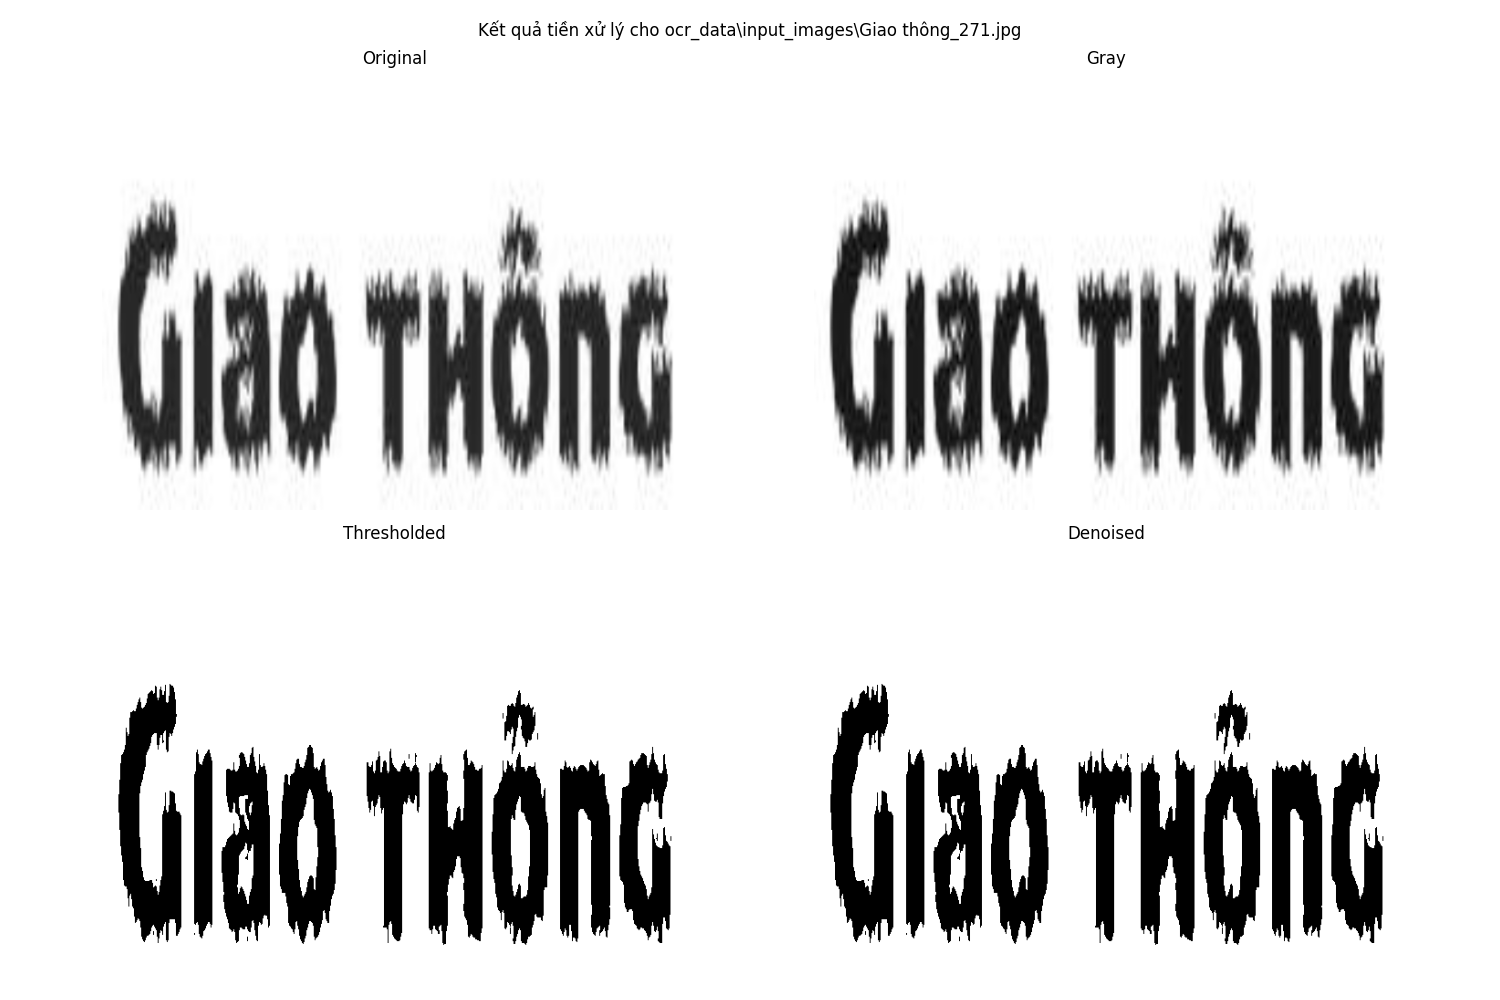 Kết quả tiền xử lý cho ocr_data\input_images\Giao thông_271.jpg
Original
Gray
Giao thông
Giao thông
Thresholded
Denoised
Giao thông
Giao thông